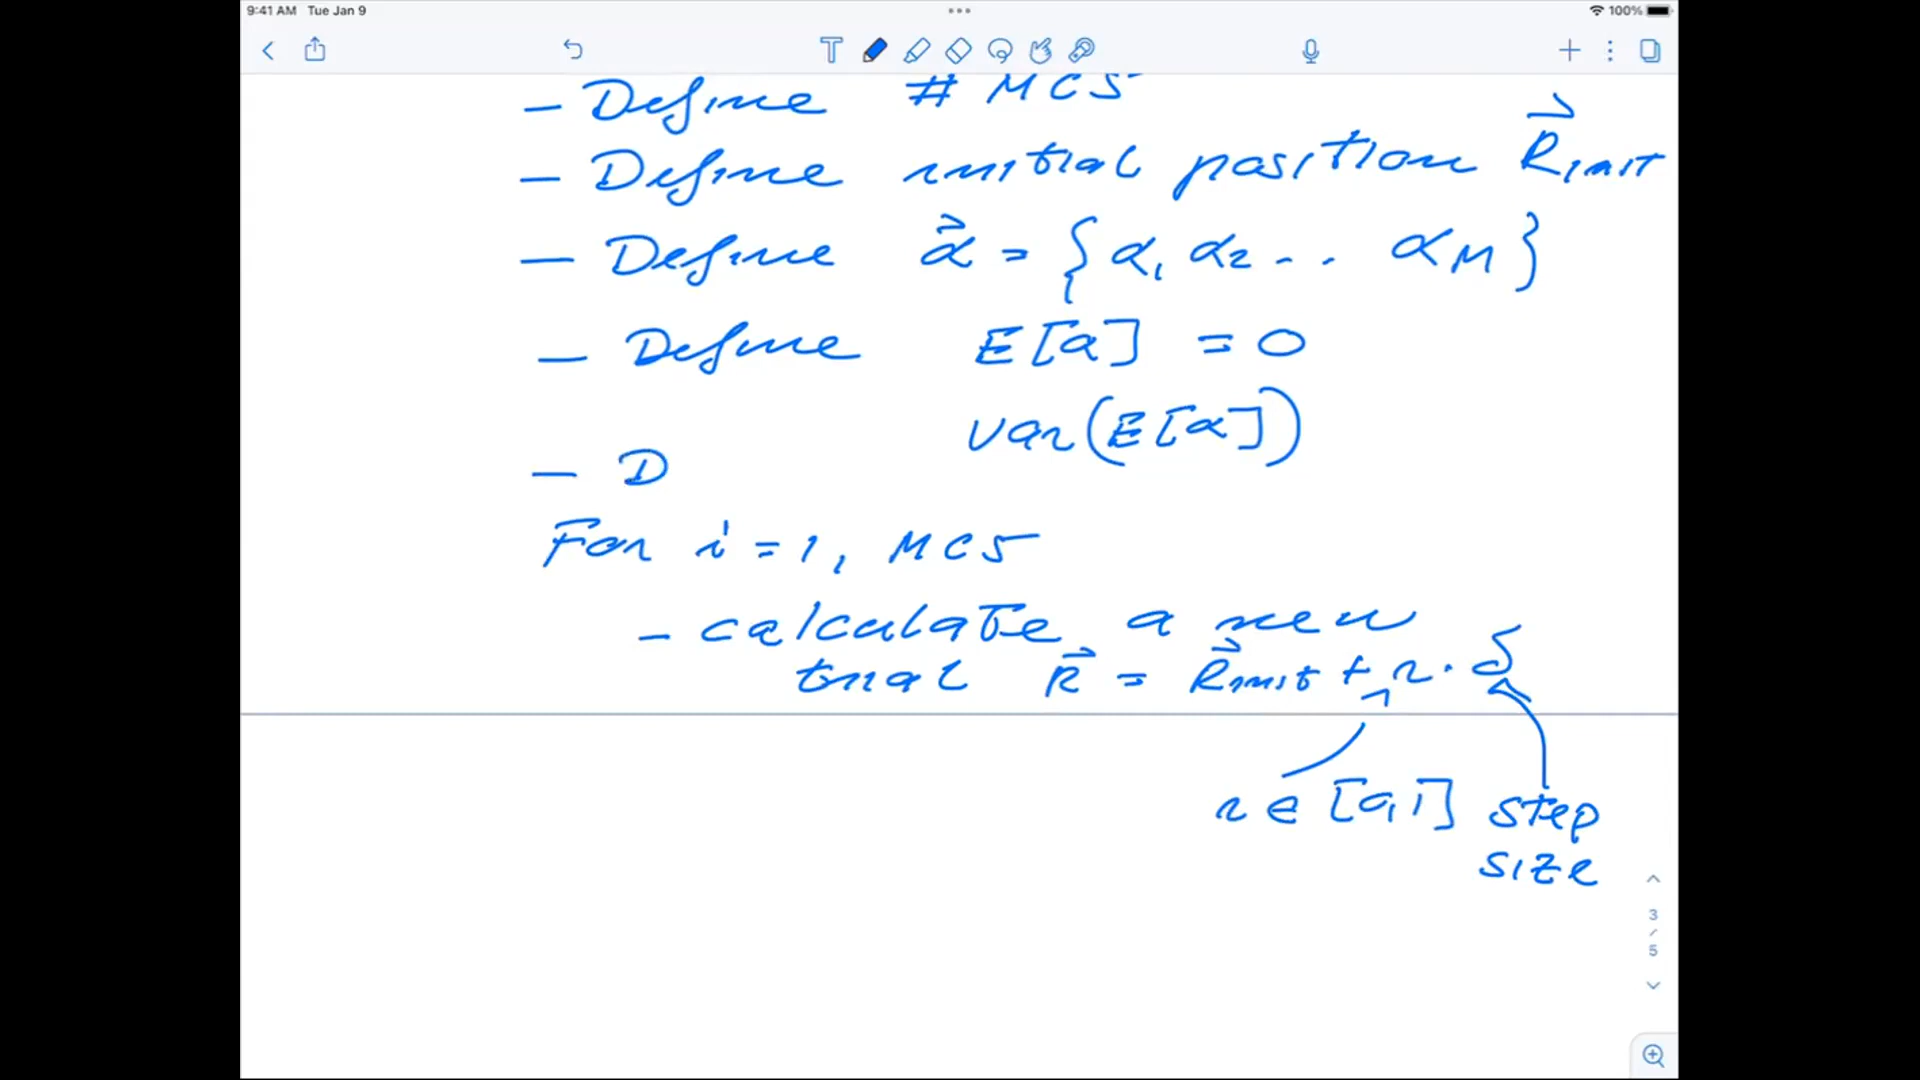 9:41 AM Tue Jan 9
100%
- Define # MCS
- Define initial position R⃗init
- Define α⃗ = {α1 α2 .. αM}
- Define E[α] = 0
var(E[α])
- D
For i = 1, MCS
- calculate a new
trial R⃗ = R⃗init + r · δ
r ∈ [0,1] step
size
3
/
5